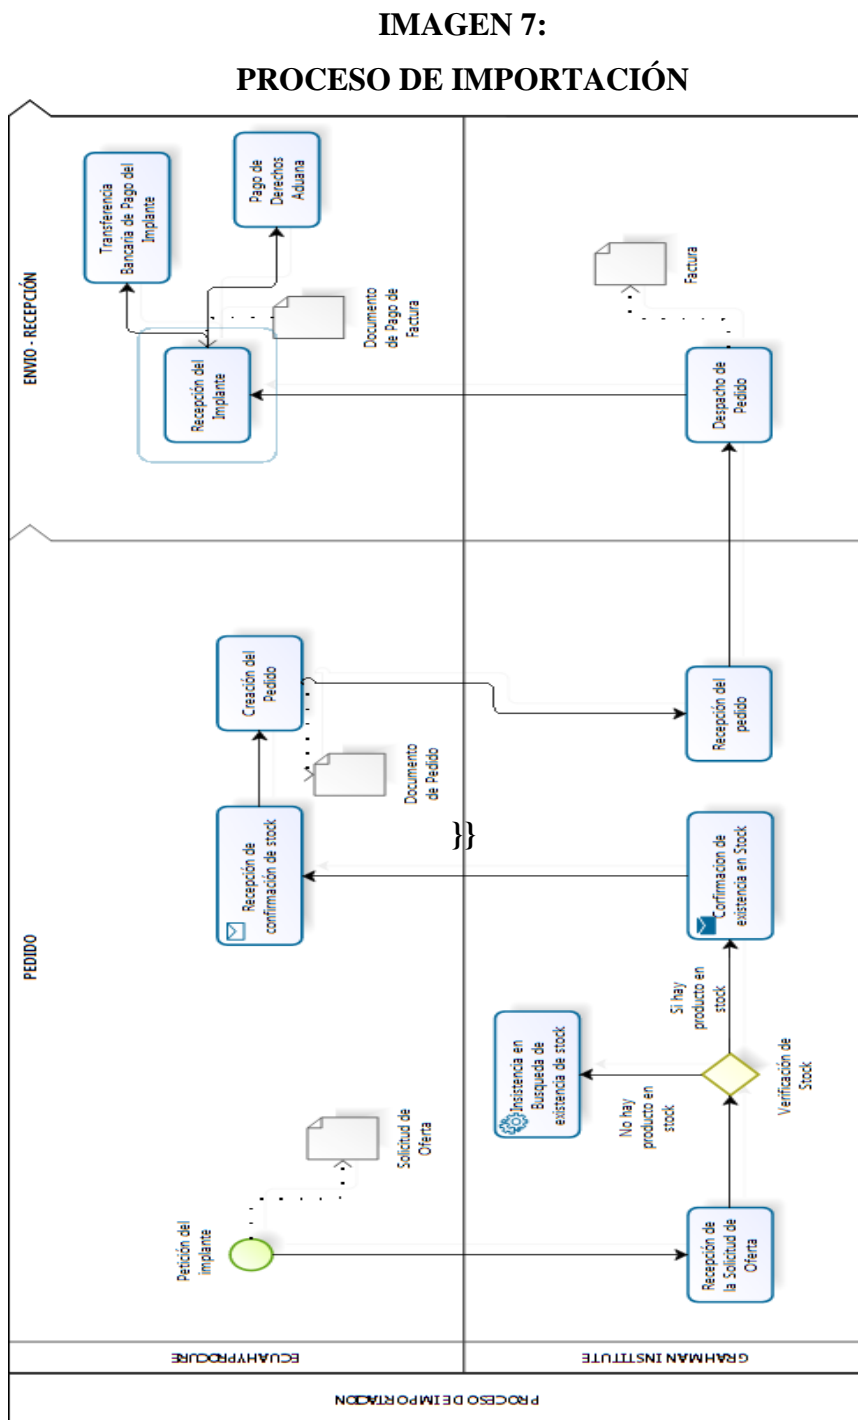 IMAGEN 7:
PROCESO DE IMPORTACIÓN
PROCESO DE IMPORTACION
ECUAHYPROCURE
GRAHMAN INSTITUTE
PEDIDO
ENVIO - RECEPCIÓN
Petición del
implante
Solicitud de
Oferta
Recepción de
la Solicitud de
Oferta
Verificación de
Stock
No hay
producto en
stock
Insistencia en
Busqueda de
existencia de stock
Si hay
producto en
stock
Confirmacion de
existencia en Stock
Recepción de
confirmación de stock
}}
Creación del
Pedido
Documento
de Pedido
Recepción del
pedido
Despacho de
Pedido
Factura
Recepción del
Implante
Documento
de Pago de
Factura
Transferencia
Bancaria de Pago del
Implante
Pago de
Derechos
Aduana